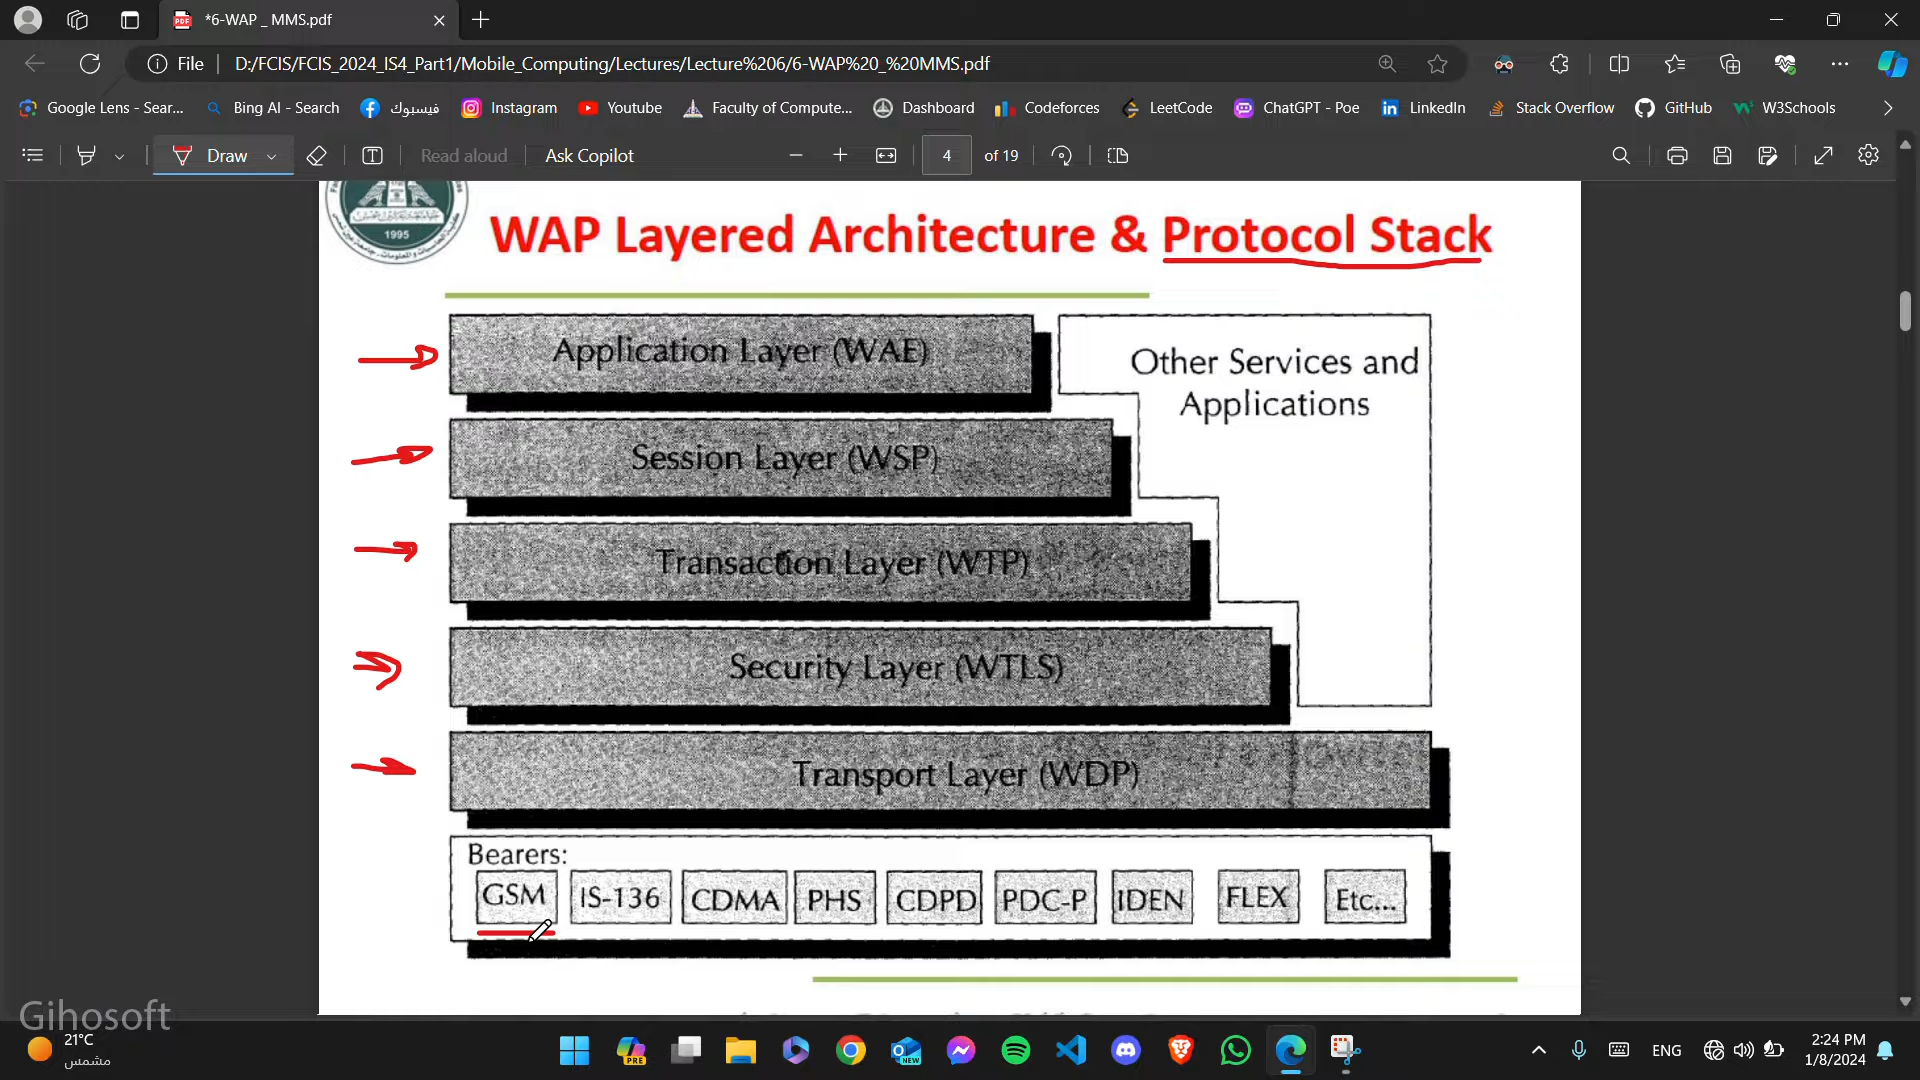 *6-WAP _ MMS.pdf
File
D:/FCIS/FCIS_2024_IS4_Part1/Mobile_Computing/Lectures/Lecture%206/6-WAP%20_%20MMS.pdf
Google Lens - Sear...
Bing AI - Search
فيسبوك
Instagram
Youtube
Faculty of Compute...
Dashboard
Codeforces
LeetCode
ChatGPT - Poe
LinkedIn
Stack Overflow
GitHub
W3Schools
Draw
Read aloud
Ask Copilot
4
of 19
1995
WAP Layered Architecture & Protocol Stack
Application Layer (WAE)
Other Services and
Applications
Session Layer (WSP)
Transaction Layer (WTP)
Security Layer (WTLS)
Transport Layer (WDP)
Bearers:
GSM
IS-136
CDMA
PHS
CDPD
PDC-P
IDEN
FLEX
Etc...
Gihosoft
21°C
مشمس
PRE
NEW
ENG
2:24 PM
1/8/2024